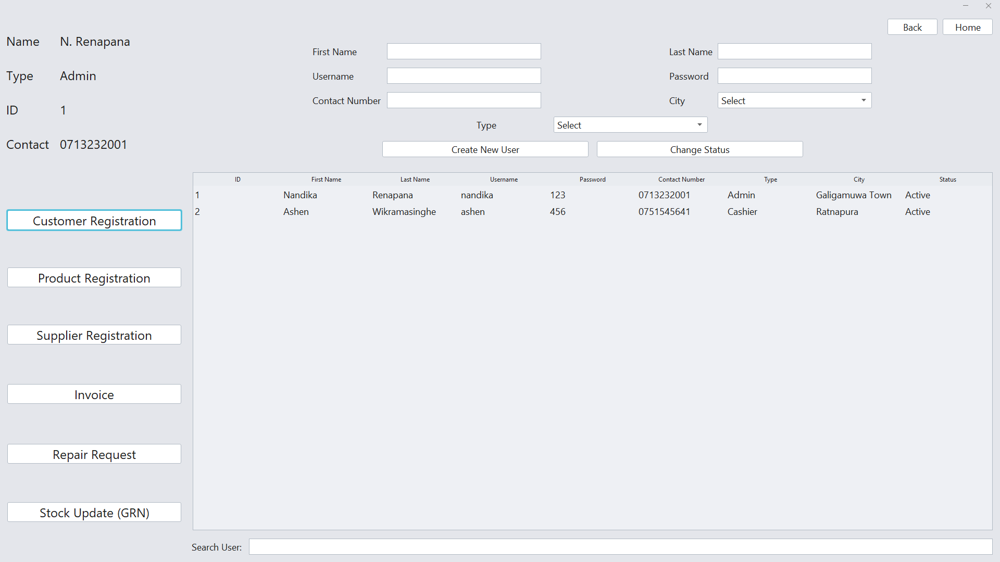 Back Home
Name N. Renapana
Type Admin
ID 1
Contact 0713232001
First Name
Last Name
Username
Password
Contact Number
City Select
Type Select
Create New User Change Status
ID First Name Last Name Username Password Contact Number Type City Status
1 Nandika Renapana nandika 123 0713232001 Admin Galigamuwa Town Active
2 Ashen Wikramasinghe ashen 456 0751545641 Cashier Ratnapura Active
Customer Registration
Product Registration
Supplier Registration
Invoice
Repair Request
Stock Update (GRN)
Search User: